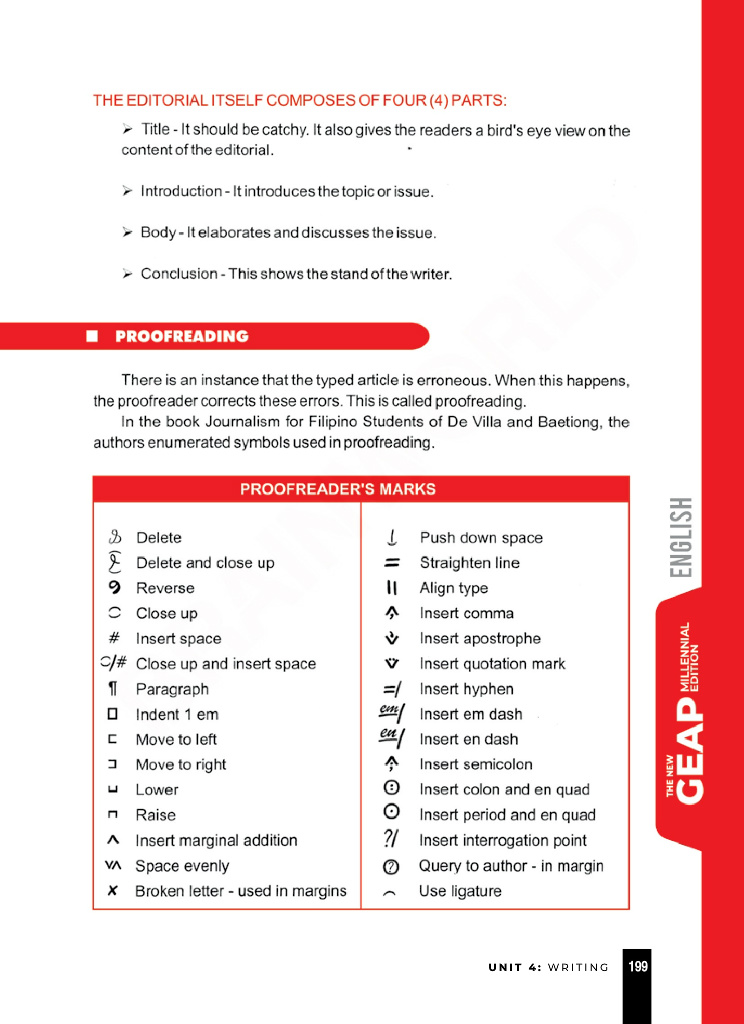 THE EDITORIAL ITSELF COMPOSES OF FOUR (4) PARTS:
➢ Title - It should be catchy. It also gives the readers a bird's eye view on the
content of the editorial.
➢ Introduction - It introduces the topic or issue.
➢ Body - It elaborates and discusses the issue.
➢ Conclusion - This shows the stand of the writer.
PROOFREADING
There is an instance that the typed article is erroneous. When this happens,
the proofreader corrects these errors. This is called proofreading.
In the book Journalism for Filipino Students of De Villa and Baetiong, the
authors enumerated symbols used in proofreading.
PROOFREADER'S MARKS
Delete
Delete and close up
Reverse
Close up
# Insert space
/# Close up and insert space
¶ Paragraph
Indent 1 em
Move to left
Move to right
Lower
Raise
Insert marginal addition
Space evenly
X Broken letter - used in margins
Push down space
= Straighten line
|| Align type
Insert comma
Insert apostrophe
Insert quotation mark
=/ Insert hyphen
em/ Insert em dash
en/ Insert en dash
Insert semicolon
Insert colon and en quad
Insert period and en quad
?/ Insert interrogation point
? Query to author - in margin
Use ligature
ENGLISH
THE NEW
GEAP
MILLENNIAL
EDITION
UNIT 4: WRITING
199